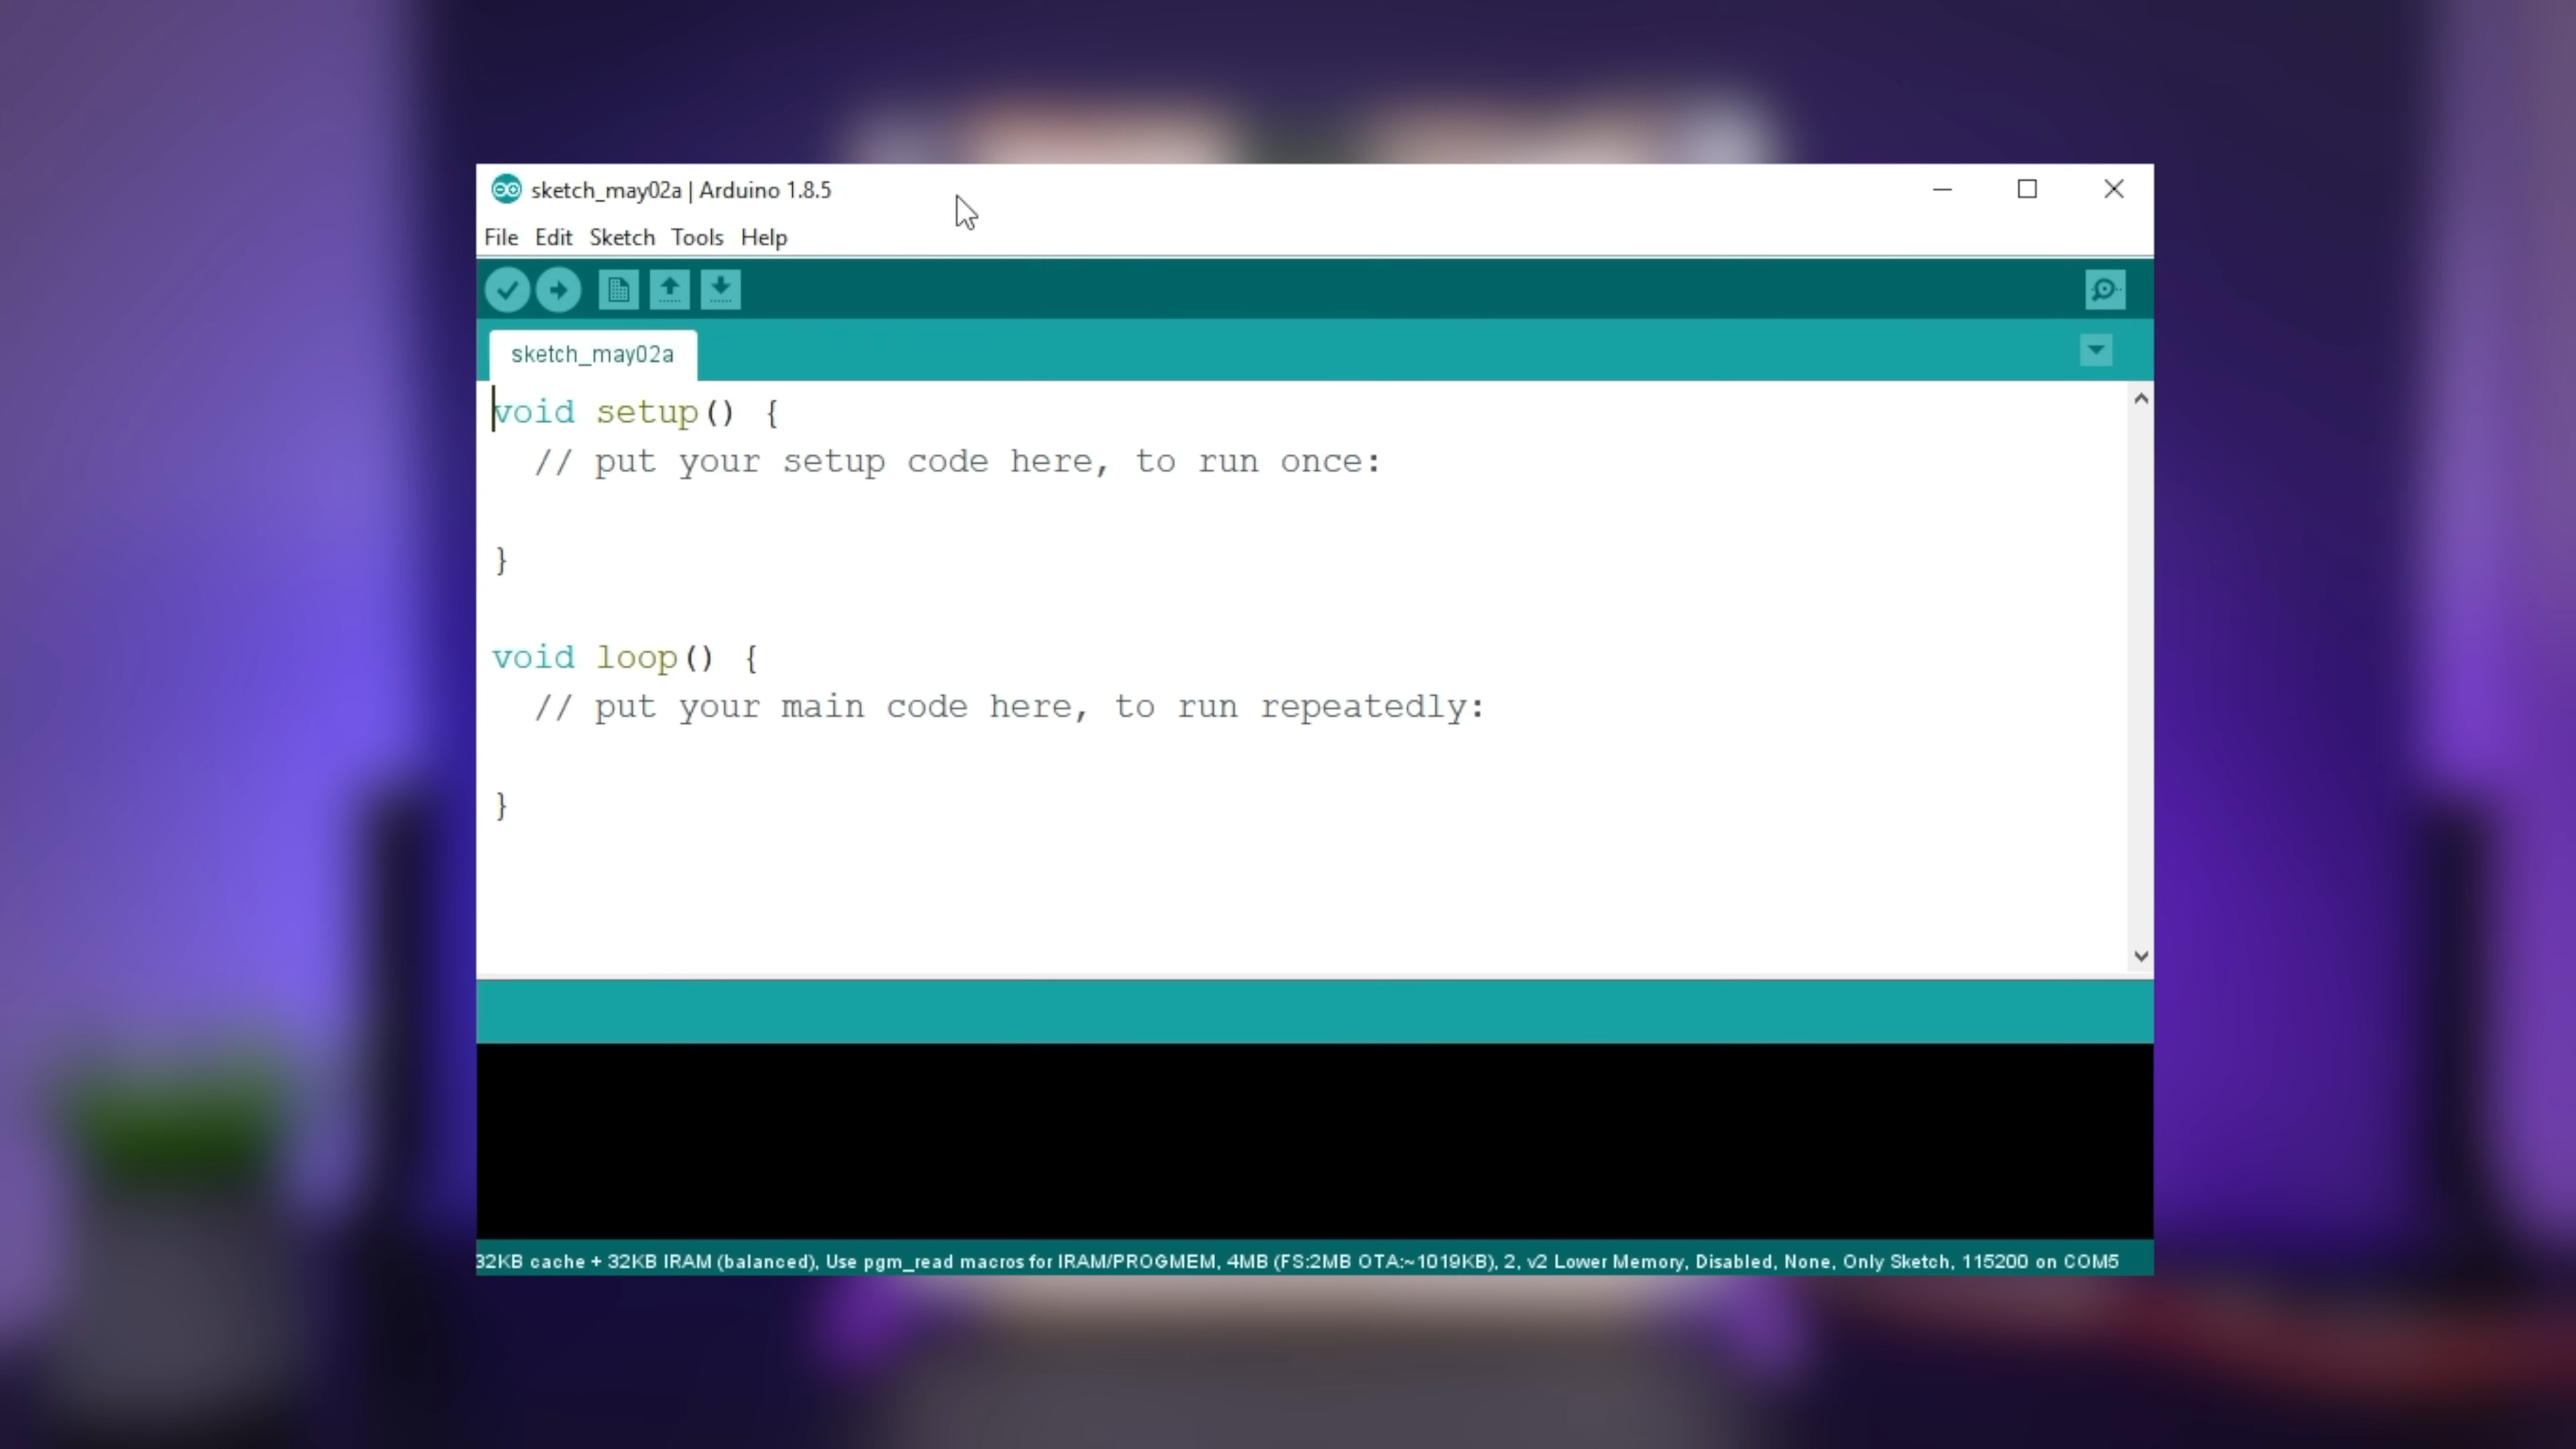 sketch_may02a | Arduino 1.8.5
File Edit Sketch Tools Help
sketch_may02a
void setup() {
  // put your setup code here, to run once:
}
void loop() {
  // put your main code here, to run repeatedly:
}
32KB cache + 32KB IRAM (balanced), Use pgm_read macros for IRAM/PROGMEM, 4MB (FS:2MB OTA:~1019KB), 2, v2 Lower Memory, Disabled, None, Only Sketch, 115200 on COM5